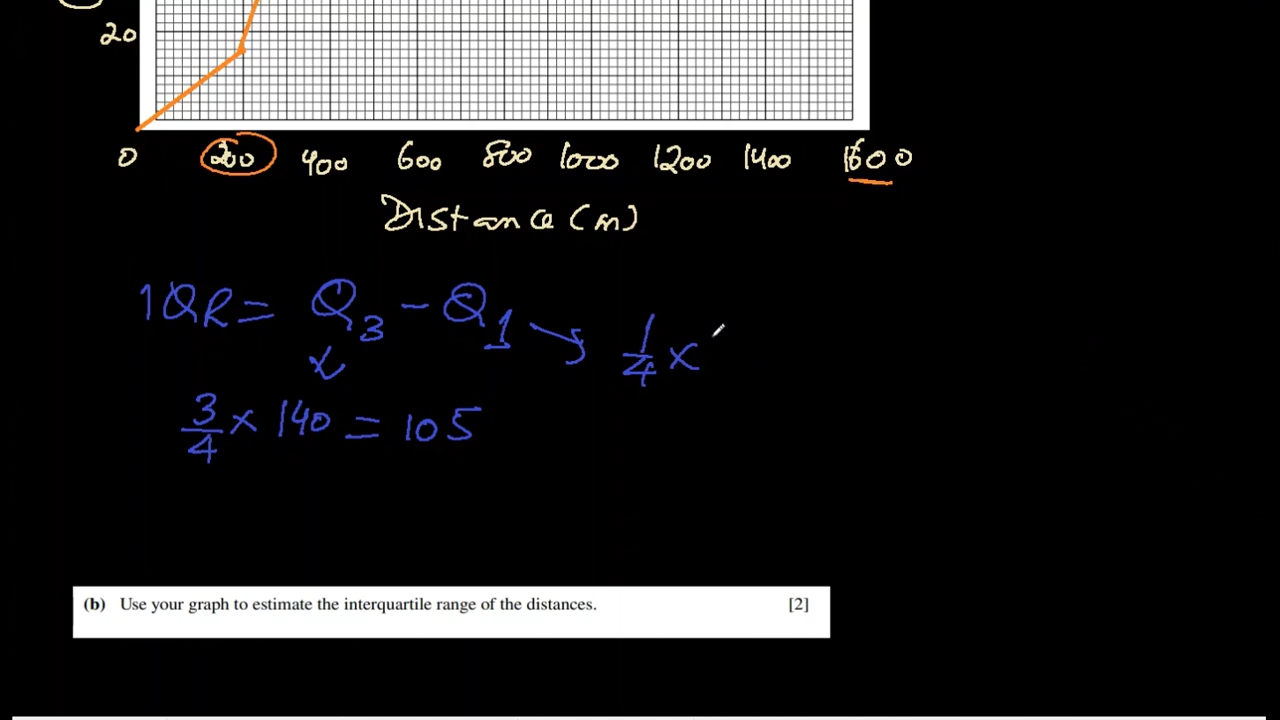 20
0 200 400 600 800 1000 1200 1400 1600
Distance (m)
IQR = Q3 - Q1 → 1/4 ×
3/4 × 140 = 105
(b) Use your graph to estimate the interquartile range of the distances. [2]